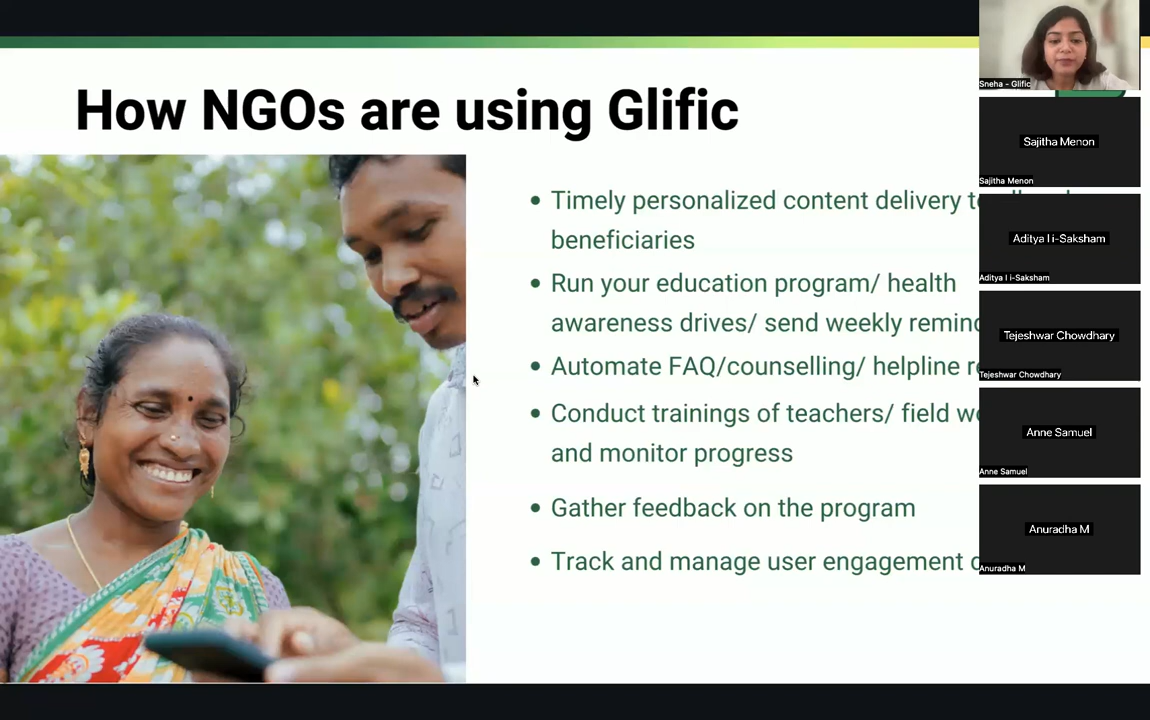 How NGOs are using Glific
Timely personalized content delivery
beneficiaries
Run your education program/ health
awareness drives/ send weekly
Automate FAQ/counselling/ helpline
Conduct trainings of teachers/ field
and monitor progress
Gather feedback on the program
Track and manage user engagement
Sneha - Glific
Sajitha Menon
Sajitha Menon
Aditya I i-Saksham
Aditya I i-Saksham
Tejeshwar Chowdhary
Tejeshwar Chowdhary
Anne Samuel
Anne Samuel
Anuradha M
Anuradha M